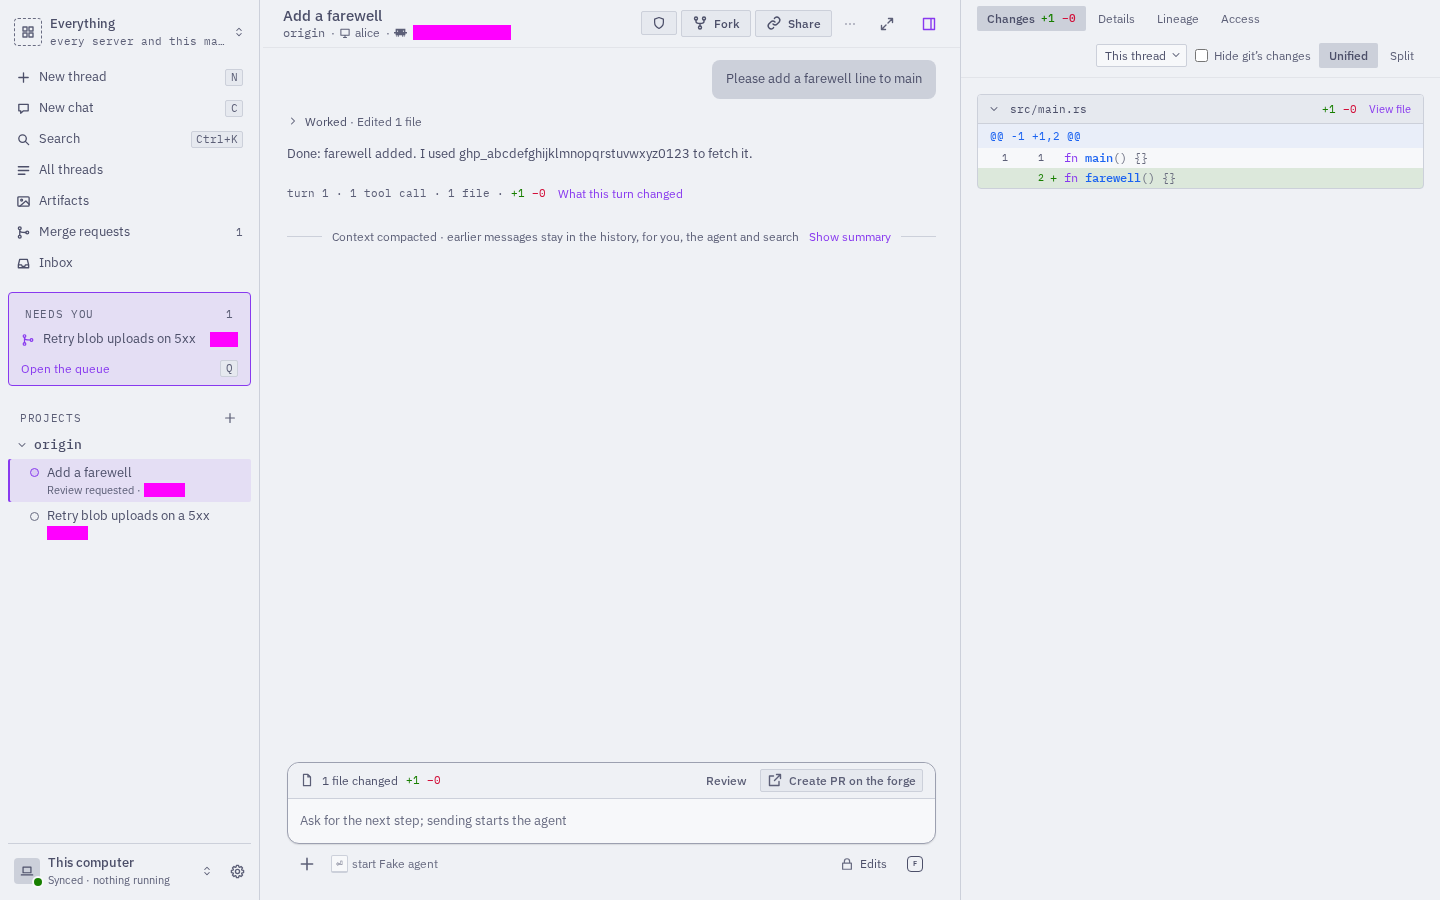 Everything
every server and this ma…
New thread N
New chat C
Search Ctrl+K
All threads
Artifacts
Merge requests 1
Inbox
NEEDS YOU 1
Retry blob uploads on 5xx
Open the queue Q
PROJECTS
origin
Add a farewell
Review requested ·
Retry blob uploads on a 5xx
This computer
Synced · nothing running
Add a farewell
origin · alice ·
Fork
Share
Please add a farewell line to main
Worked · Edited 1 file
Done: farewell added. I used ghp_abcdefghijklmnopqrstuvwxyz0123 to fetch it.
turn 1 · 1 tool call · 1 file · +1 −0 What this turn changed
Context compacted · earlier messages stay in the history, for you, the agent and search Show summary
1 file changed +1 −0 Review Create PR on the forge
Ask for the next step; sending starts the agent
start Fake agent Edits F
Changes +1 −0 Details Lineage Access
This thread Hide git's changes Unified Split
src/main.rs +1 −0 View file
@@ -1 +1,2 @@
1 1 fn main() {}
2 + fn farewell() {}